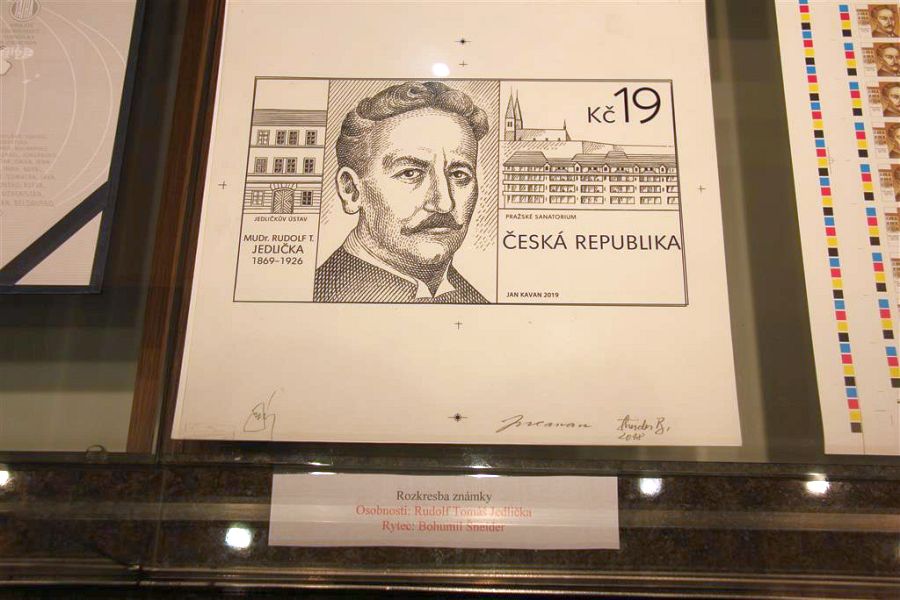 Kč19
JEDLIČKŮV ÚSTAV
MUDr. RUDOLF T.
JEDLIČKA
1869–1926
PRAŽSKÉ SANATORIUM
ČESKÁ REPUBLIKA
JAN KAVAN 2019
2018
Rozkresba známky
Osobnosti: Rudolf Tomáš Jedlička
Rytec: Bohumil Šneider